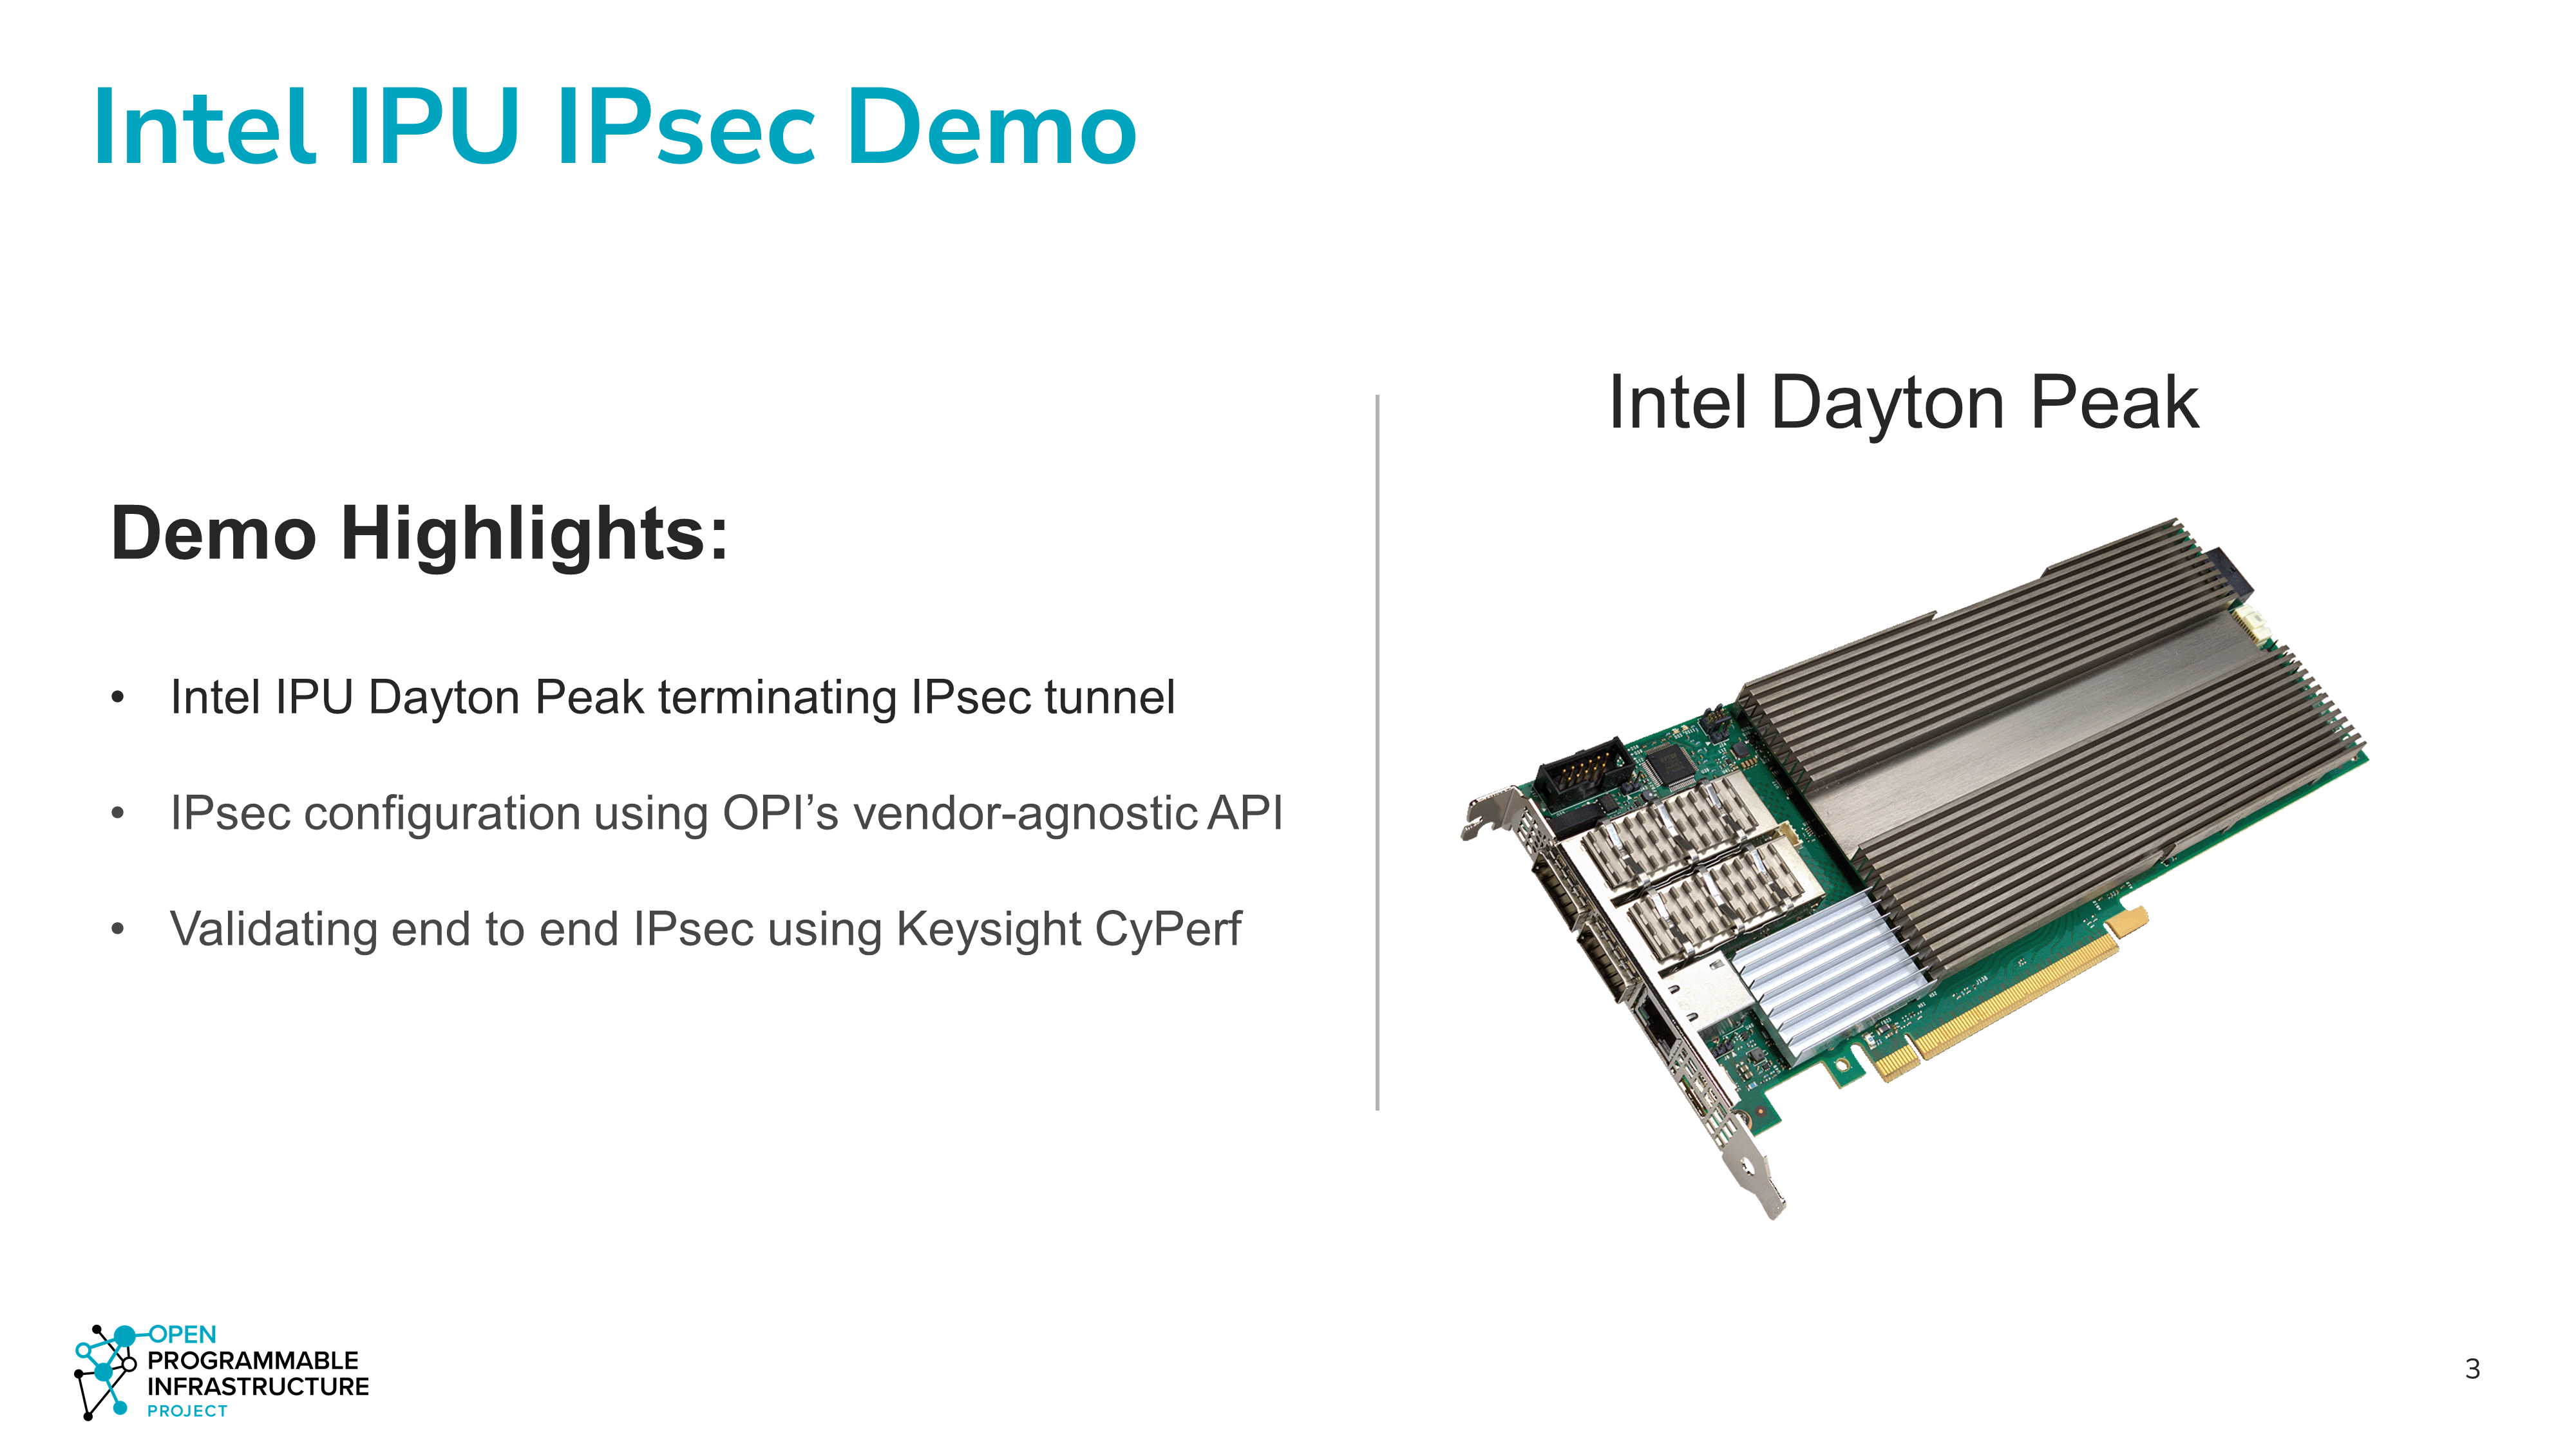 Intel IPU IPsec Demo
Demo Highlights:
• Intel IPU Dayton Peak terminating IPsec tunnel
• IPsec configuration using OPI’s vendor-agnostic API
• Validating end to end IPsec using Keysight CyPerf
Intel Dayton Peak
OPEN
PROGRAMMABLE
INFRASTRUCTURE
PROJECT
3